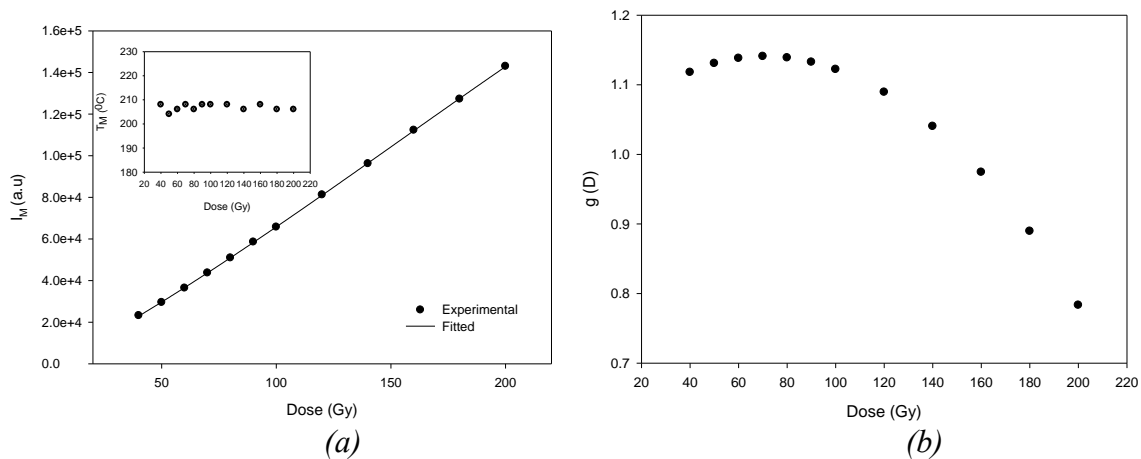 1.6e+5
1.4e+5
1.2e+5
1.0e+5
8.0e+4
6.0e+4
4.0e+4
2.0e+4
0.0
I_M (a.u)
230
220
210
200
190
180
T_M (⁰C)
20 40 60 80 100 120 140 160 180 200 220
Dose (Gy)
Experimental
Fitted
50 100 150 200
Dose (Gy)
(a)
1.2
1.1
1.0
0.9
0.8
0.7
g (D)
20 40 60 80 100 120 140 160 180 200 220
Dose (Gy)
(b)